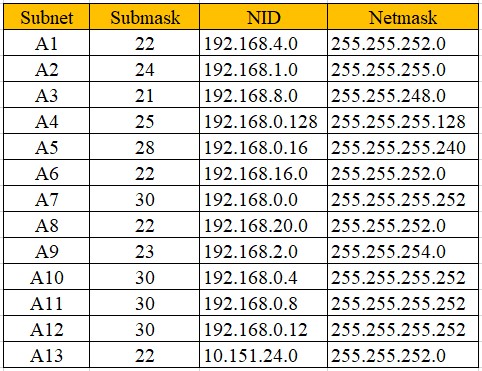 Subnet Submask NID Netmask
A1 22 192.168.4.0 255.255.252.0
A2 24 192.168.1.0 255.255.255.0
A3 21 192.168.8.0 255.255.248.0
A4 25 192.168.0.128 255.255.255.128
A5 28 192.168.0.16 255.255.255.240
A6 22 192.168.16.0 255.255.252.0
A7 30 192.168.0.0 255.255.255.252
A8 22 192.168.20.0 255.255.252.0
A9 23 192.168.2.0 255.255.254.0
A10 30 192.168.0.4 255.255.255.252
A11 30 192.168.0.8 255.255.255.252
A12 30 192.168.0.12 255.255.255.252
A13 22 10.151.24.0 255.255.252.0